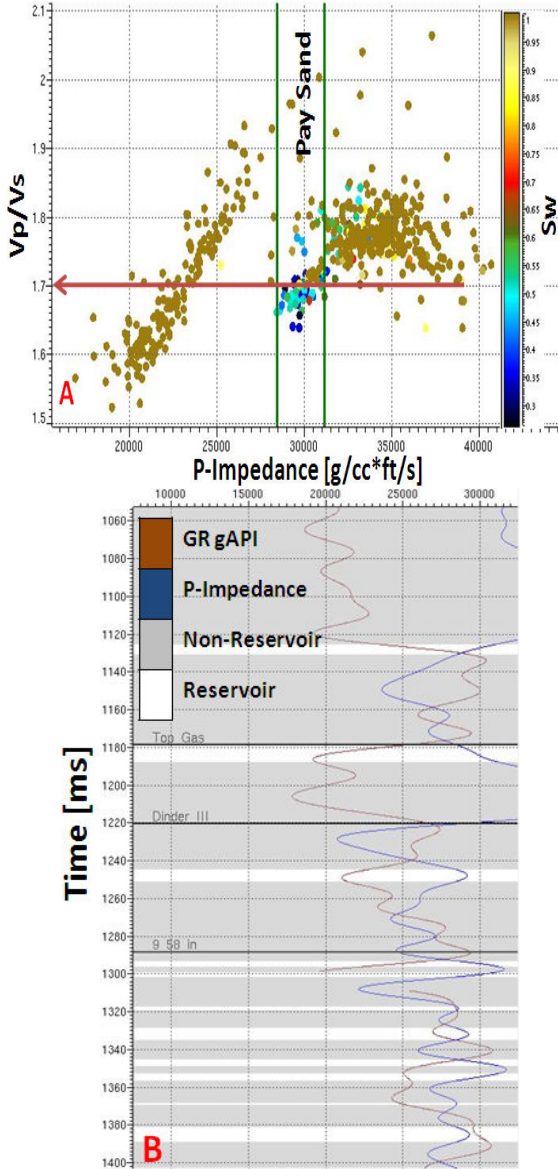 2.1
2
1.9
1.8
1.7
1.6
1.5
Vp/Vs
Pay Sand
A
1
0.95
0.9
0.85
0.8
0.75
0.7
0.65
0.6
0.55
0.5
0.45
0.4
0.35
0.3
Sw
20000 25000 30000 35000 40000
P-Impedance [g/cc*ft/s]
10000 15000 20000 25000 30000
GR gAPI
P-Impedance
Non-Reservoir
Reservoir
Time [ms]
1060
1080
1100
1120
1140
1160
Top Gas
1180
1200
Dinder III
1220
1240
1260
1280
9 58 in
1300
1320
1340
1360
1380
1400
B